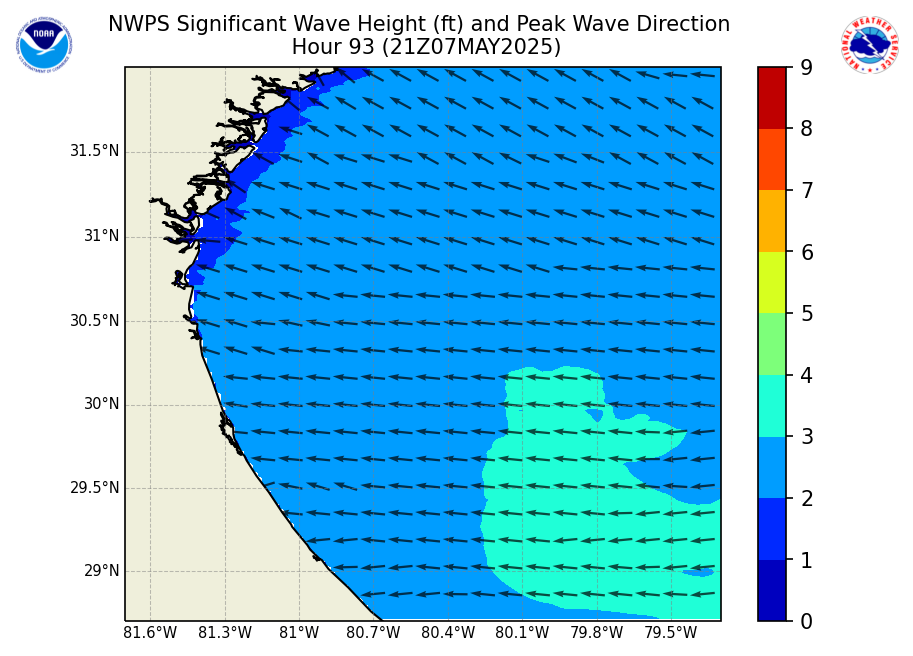 NWPS Significant Wave Height (ft) and Peak Wave Direction
Hour 93 (21Z07MAY2025)
NOAA
NATIONAL WEATHER SERVICE
31.5°N
31°N
30.5°N
30°N
29.5°N
29°N
81.6°W 81.3°W 81°W 80.7°W 80.4°W 80.1°W 79.8°W 79.5°W
9
8
7
6
5
4
3
2
1
0